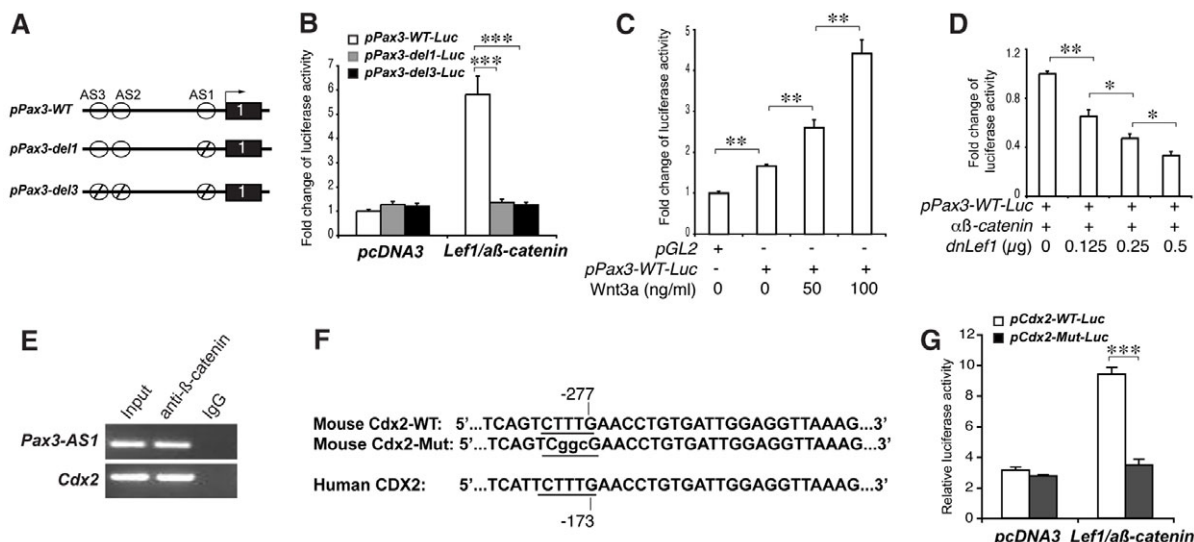 A
AS3 AS2 AS1
pPax3-WT 1
pPax3-del1 1
pPax3-del3 1
B
pPax3-WT-Luc
pPax3-del1-Luc
pPax3-del3-Luc
***
***
Fold change of luciferase activity
8
7
6
5
4
3
2
1
0
pcDNA3 Lef1/aß-catenin
C
Fold change of luciferase activity
5
4
3
2
1
0
**
**
**
pGL2 + - - -
pPax3-WT-Luc - + + +
Wnt3a (ng/ml) 0 0 50 100
D
Fold change of
luciferase activity
1.2
0.8
0.4
0
**
*
*
pPax3-WT-Luc + + + +
αß-catenin + + + +
dnLef1 (µg) 0 0.125 0.25 0.5
E
Input anti-ß-catenin IgG
Pax3-AS1
Cdx2
F
-277
Mouse Cdx2-WT: 5’...TCAGTCTTTGAACCTGTGATTGGAGGTTAAAG...3’
Mouse Cdx2-Mut: 5’...TCAGTCggcGAACCTGTGATTGGAGGTTAAAG...3’
Human CDX2: 5’...TCATTCTTTGAACCTGTGATTGGAGGTTAAAG...3’
-173
G
pCdx2-WT-Luc
pCdx2-Mut-Luc
***
Relative luciferase activity
12
10
8
6
4
2
0
pcDNA3 Lef1/aß-catenin